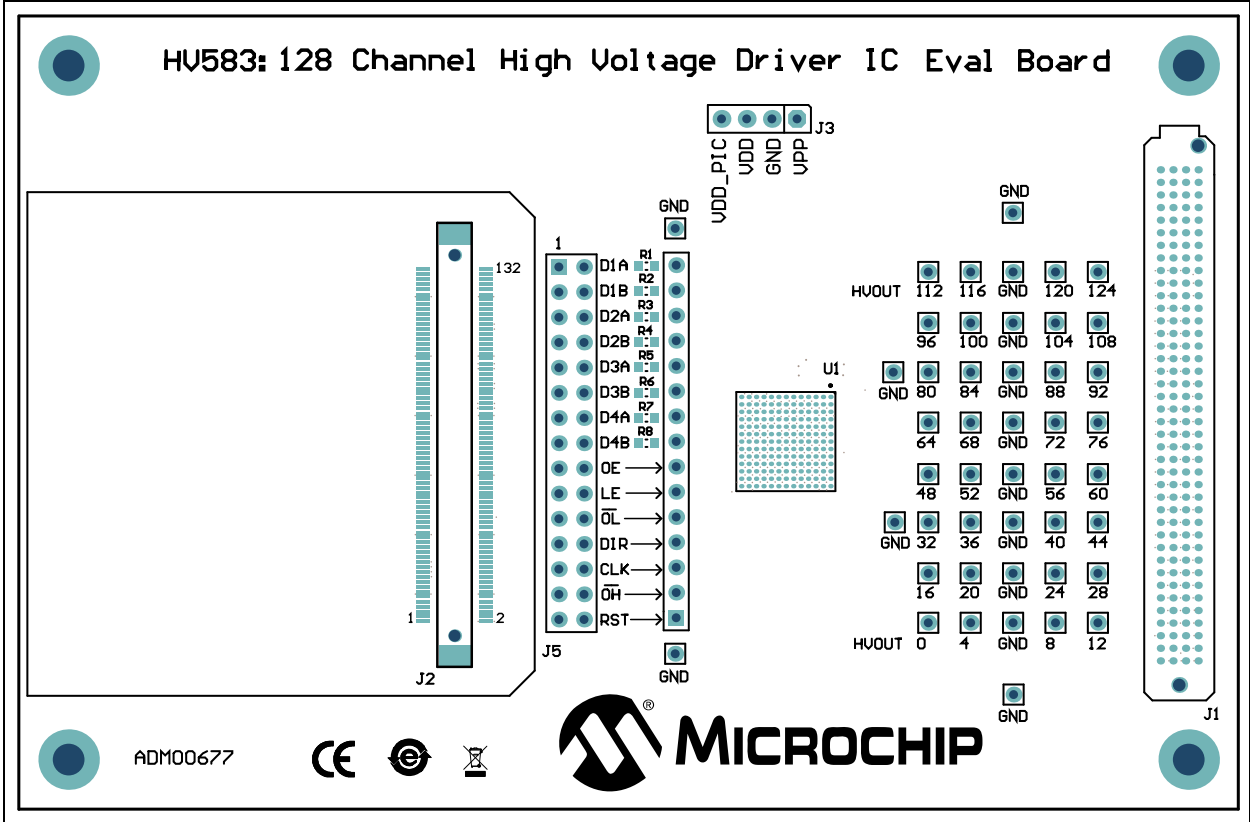 HV583: 128 Channel High Voltage Driver IC Eval Board
J3
VDD_PIC
VDD
GND
VPP
GND
GND
1
132
D1A R1
D1B R2
D2A R3
D2B R4
D3A R5
D3B R6
D4A R7
D4B R8
OE
LE
O̅L̅
DIR
CLK
O̅H̅
RST
U1
HVOUT 112 116 GND 120 124
96 100 GND 104 108
GND 80 84 GND 88 92
64 68 GND 72 76
48 52 GND 56 60
GND 32 36 GND 40 44
16 20 GND 24 28
HVOUT 0 4 GND 8 12
1
2
J2
J5
GND
GND
J1
ADM00677
CE
e
MICROCHIP
®